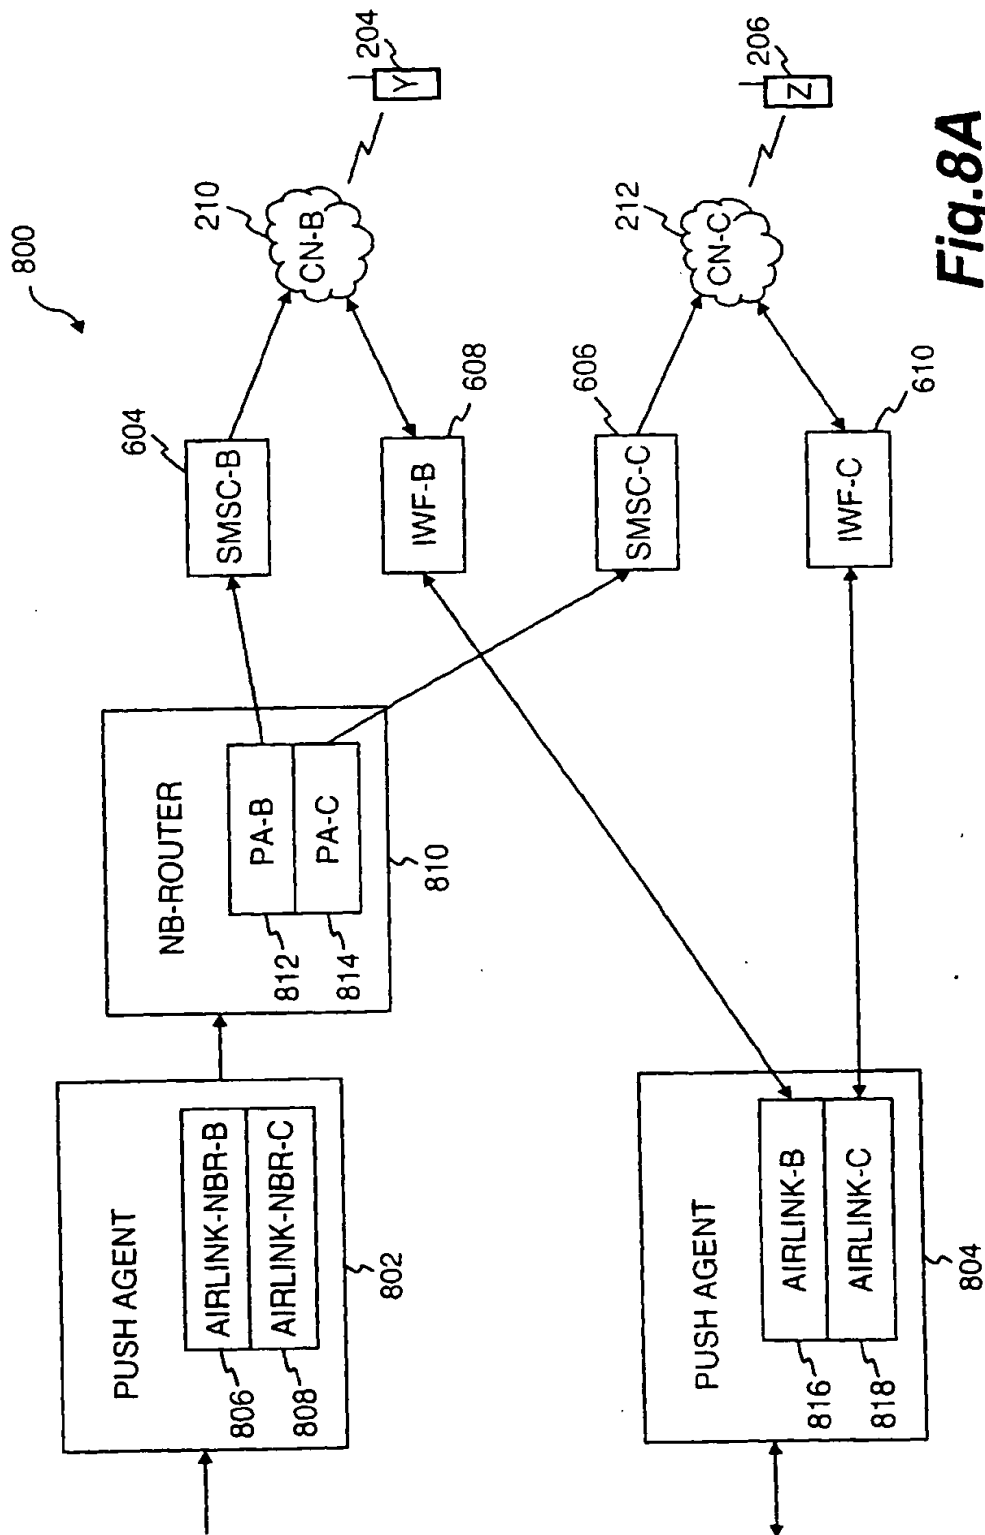 800
PUSH AGENT
AIRLINK-NBR-B
AIRLINK-NBR-C
806
808
802
NB-ROUTER
PA-B
PA-C
812
814
810
604
SMSC-B
IWF-B
608
210
CN-B
204
Y
PUSH AGENT
AIRLINK-B
AIRLINK-C
816
818
804
606
SMSC-C
IWF-C
610
212
CN-C
206
Z
Fig.8A